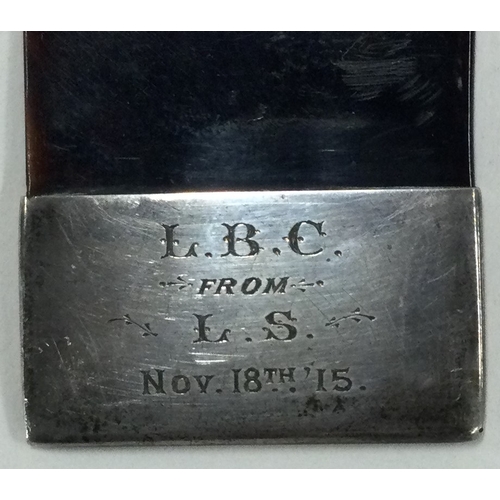 L.B.C.
FROM
L.S.
NOV. 18TH '15.